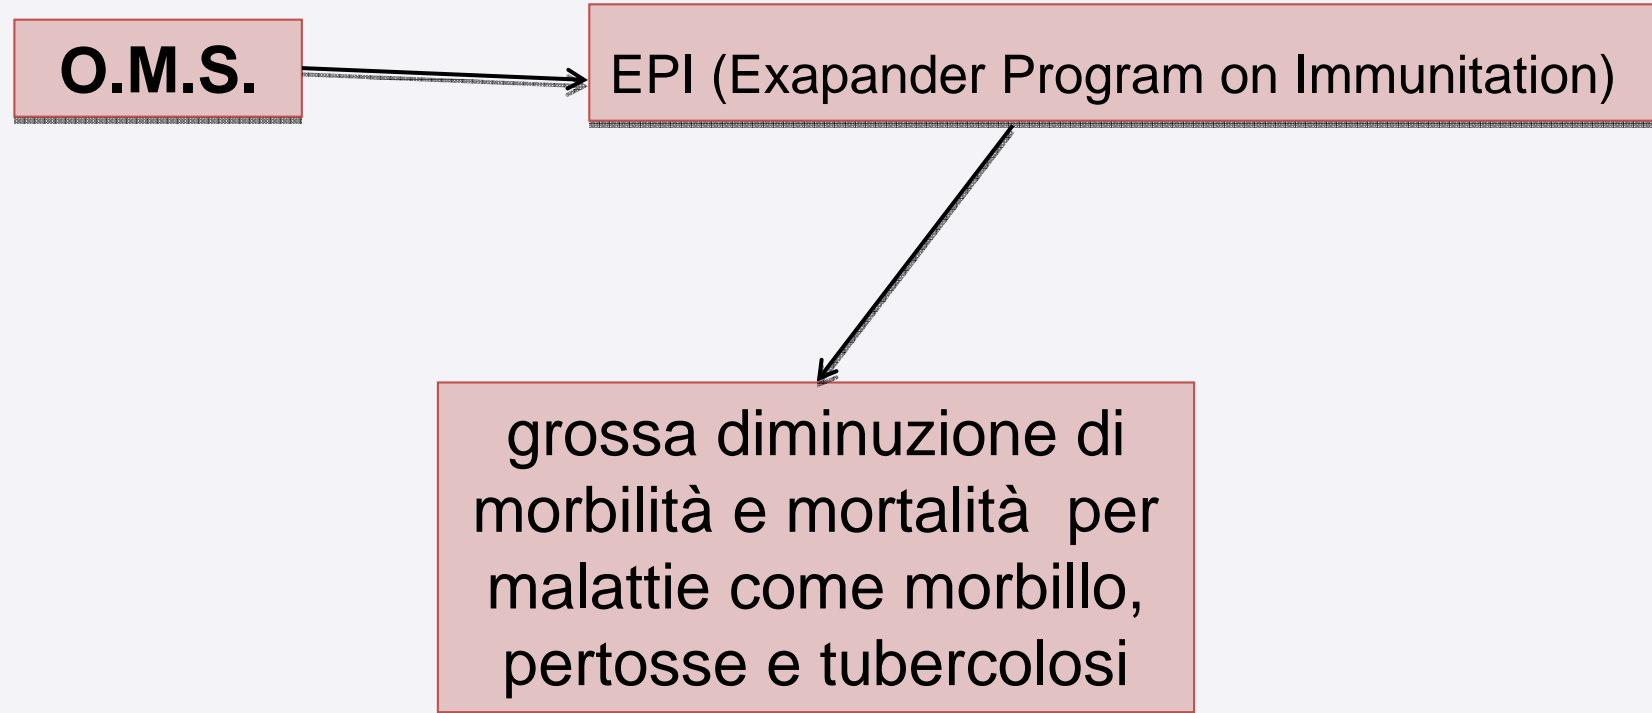 O.M.S.
EPI (Exapander Program on Immunitation)
grossa diminuzione di
morbilità e mortalità per
malattie come morbillo,
pertosse e tubercolosi